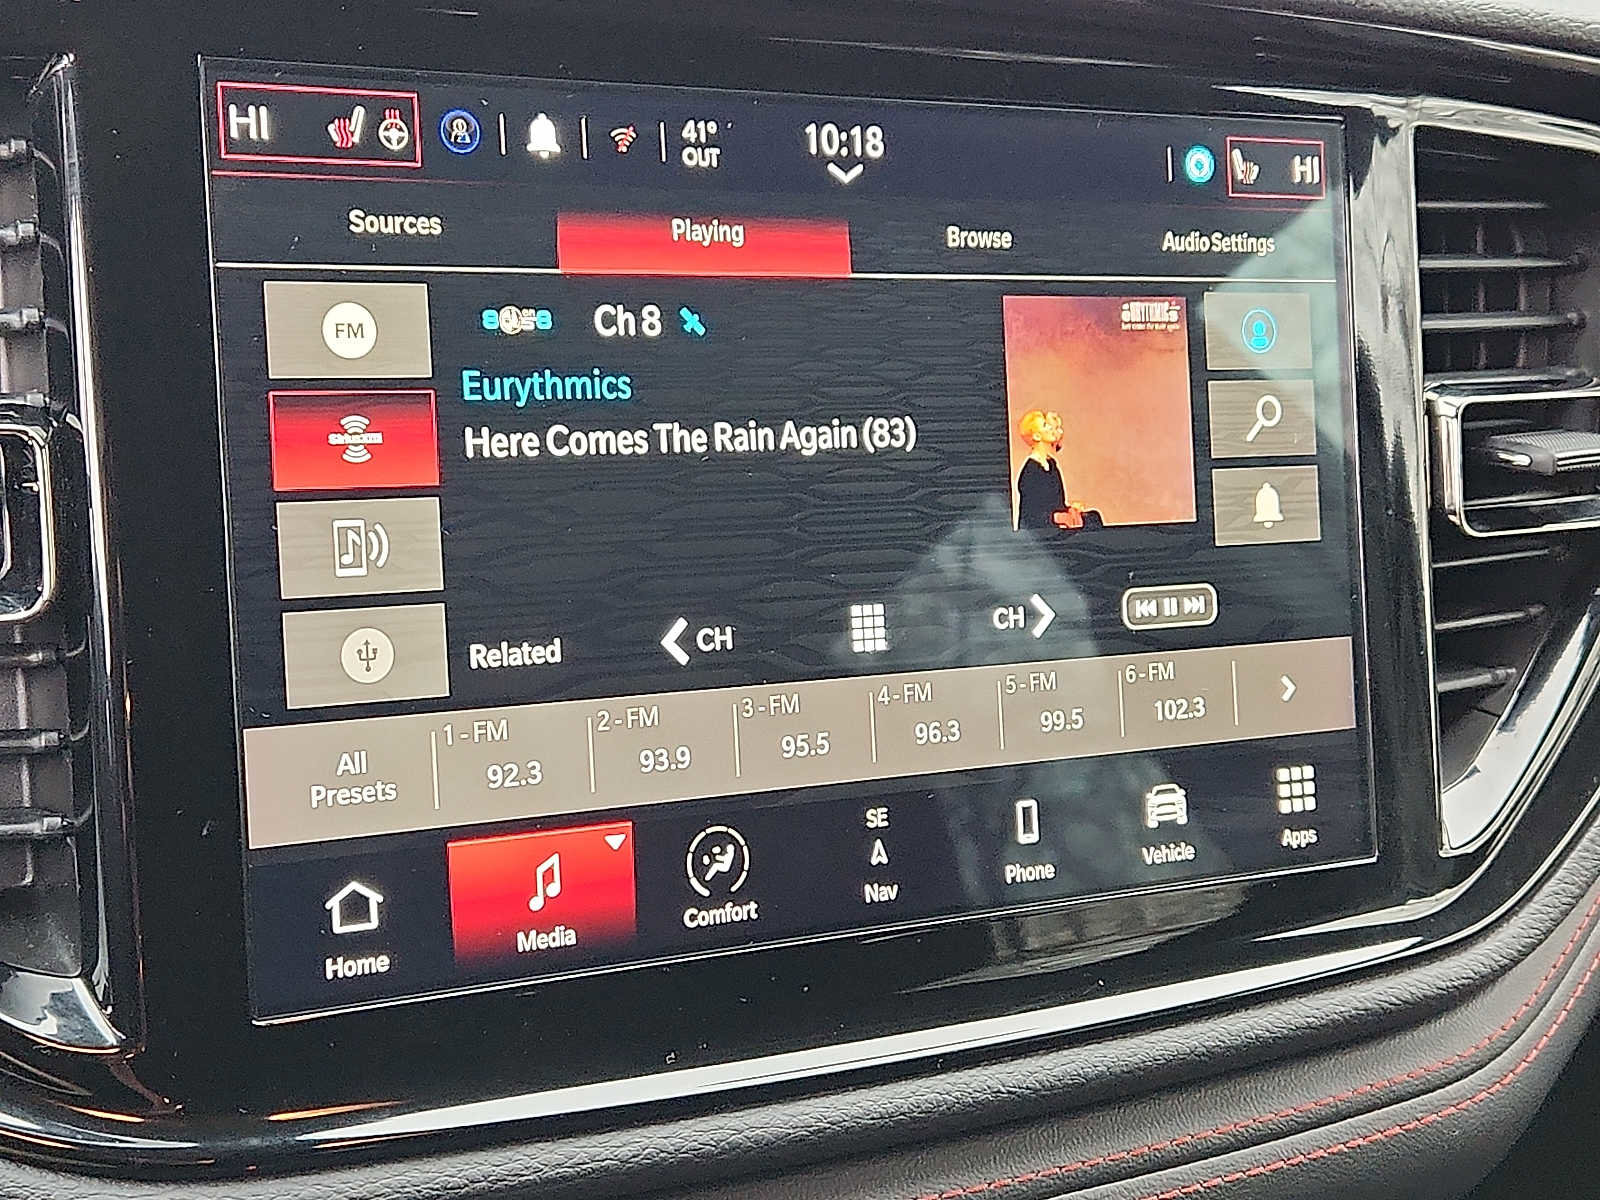 HI
41° OUT
10:18
HI
Sources
Playing
Browse
Audio Settings
FM
Ch 8
Eurythmics
Here Comes The Rain Again (83)
SiriusXM
Related
CH
CH
All Presets
1-FM
92.3
2-FM
93.9
3-FM
95.5
4-FM
96.3
5-FM
99.5
6-FM
102.3
Home
Media
Comfort
SE
Nav
Phone
Vehicle
Apps